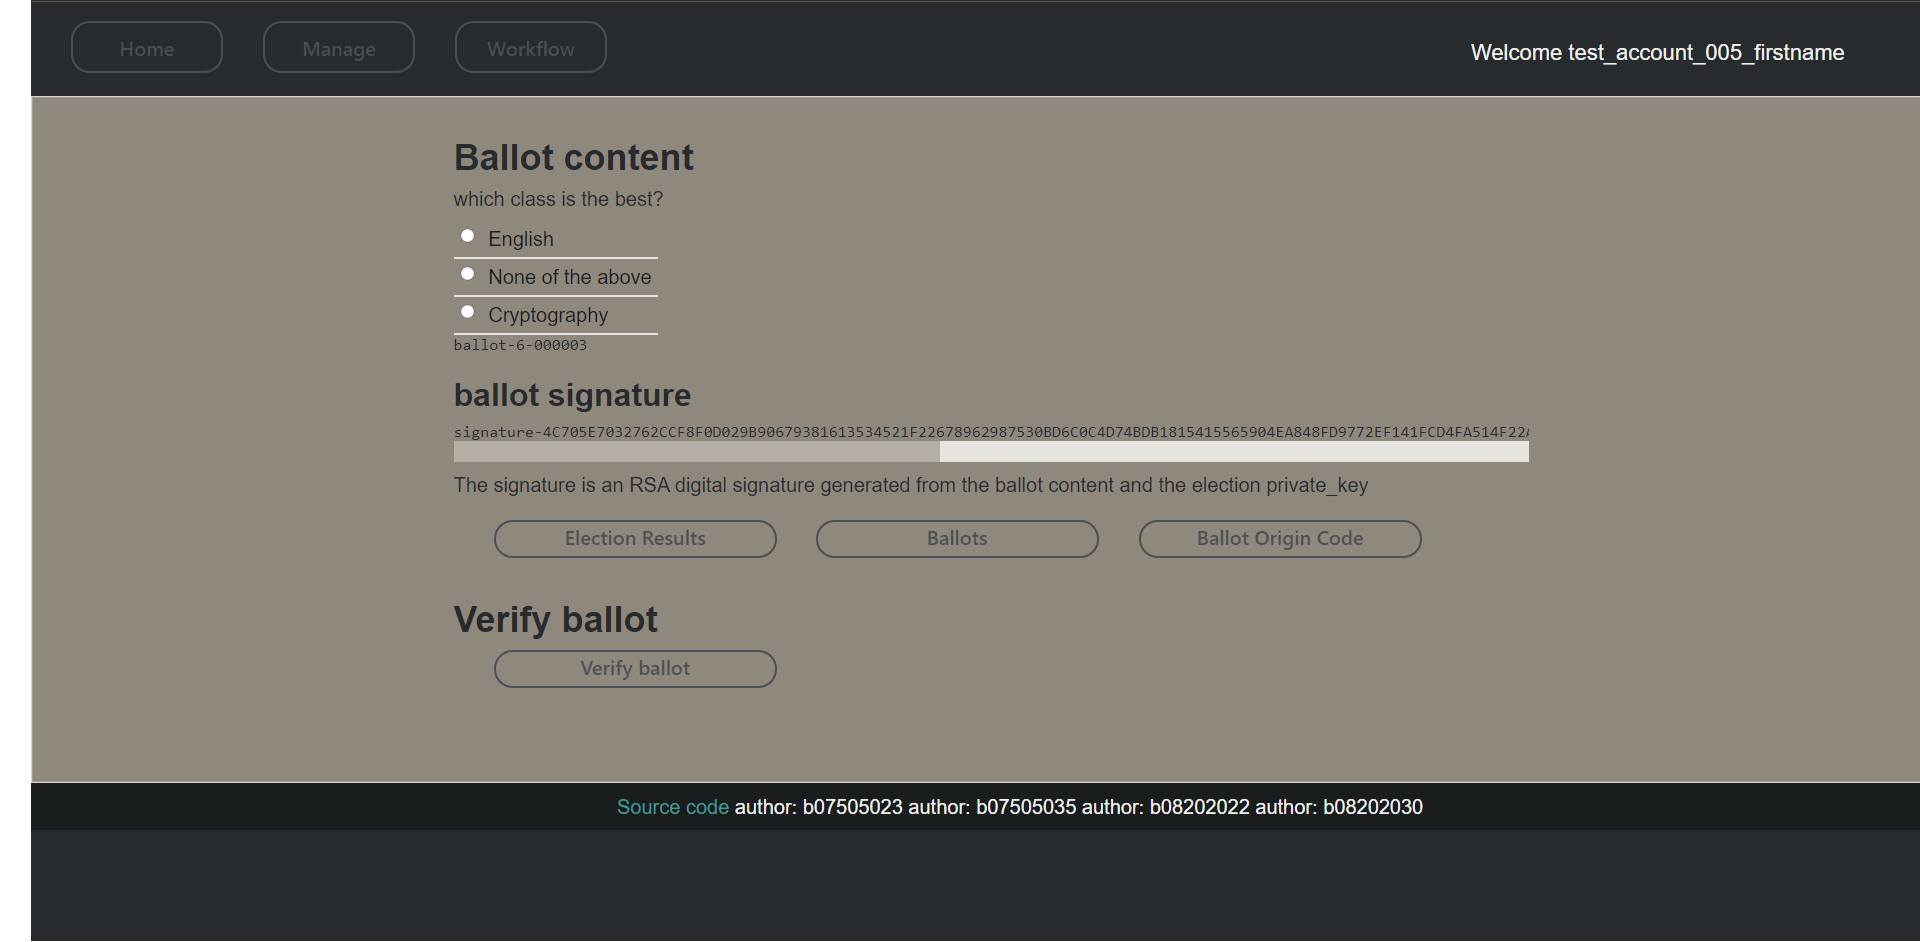 Home Manage Workflow Welcome test_account_005_firstname
Ballot content
which class is the best?
English
None of the above
Cryptography
ballot-6-000003
ballot signature
signature-4C705E7032762CCF8F0D029B90679381613534521F22678962987530BD6C0C4D74BDB1815415565904EA848FD9772EF141FCD4FA514F22
The signature is an RSA digital signature generated from the ballot content and the election private_key
Election Results Ballots Ballot Origin Code
Verify ballot
Verify ballot
Source code author: b07505023 author: b07505035 author: b08202022 author: b08202030